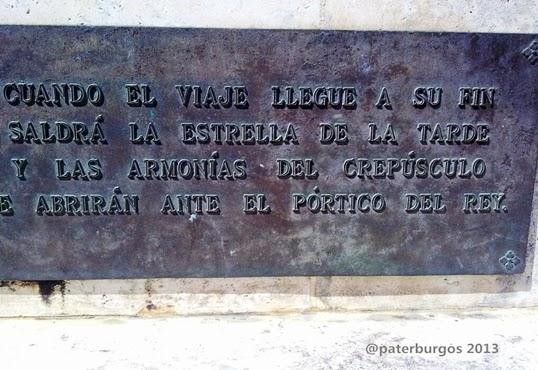 CUANDO EL VIAJE LLEGUE A SU FIN
SALDRÁ LA ESTRELLA DE LA TARDE
Y LAS ARMONÍAS DEL CREPÚSCULO
E ABRIRÁN ANTE EL PÓRTICO DEL REY.
@paterburgos 2013